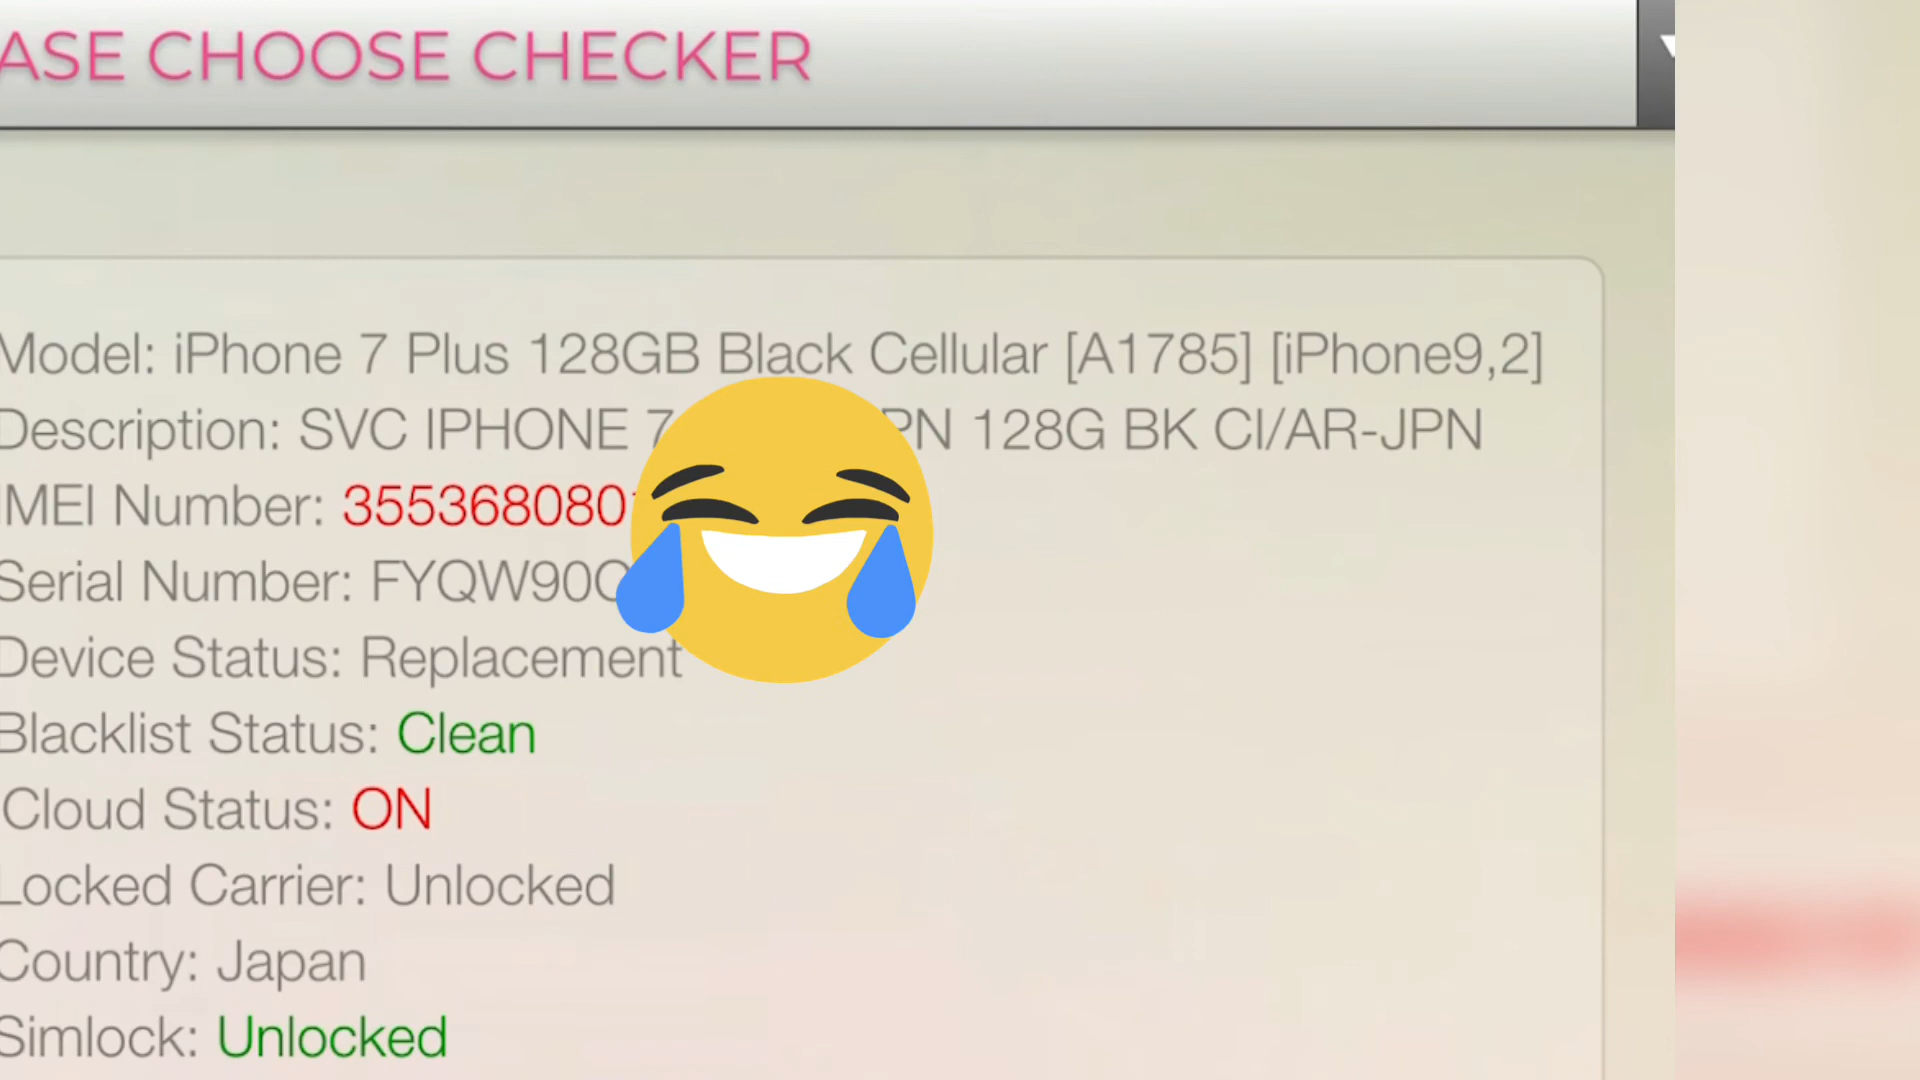 ASE CHOOSE CHECKER
Model: iPhone 7 Plus 128GB Black Cellular [A1785] [iPhone9,2]
Description: SVC IPHONE 7 PN 128G BK CI/AR-JPN
IMEI Number: 355368080
Serial Number: FYQW90
Device Status: Replacement
Blacklist Status: Clean
Cloud Status: ON
Locked Carrier: Unlocked
Country: Japan
Simlock: Unlocked